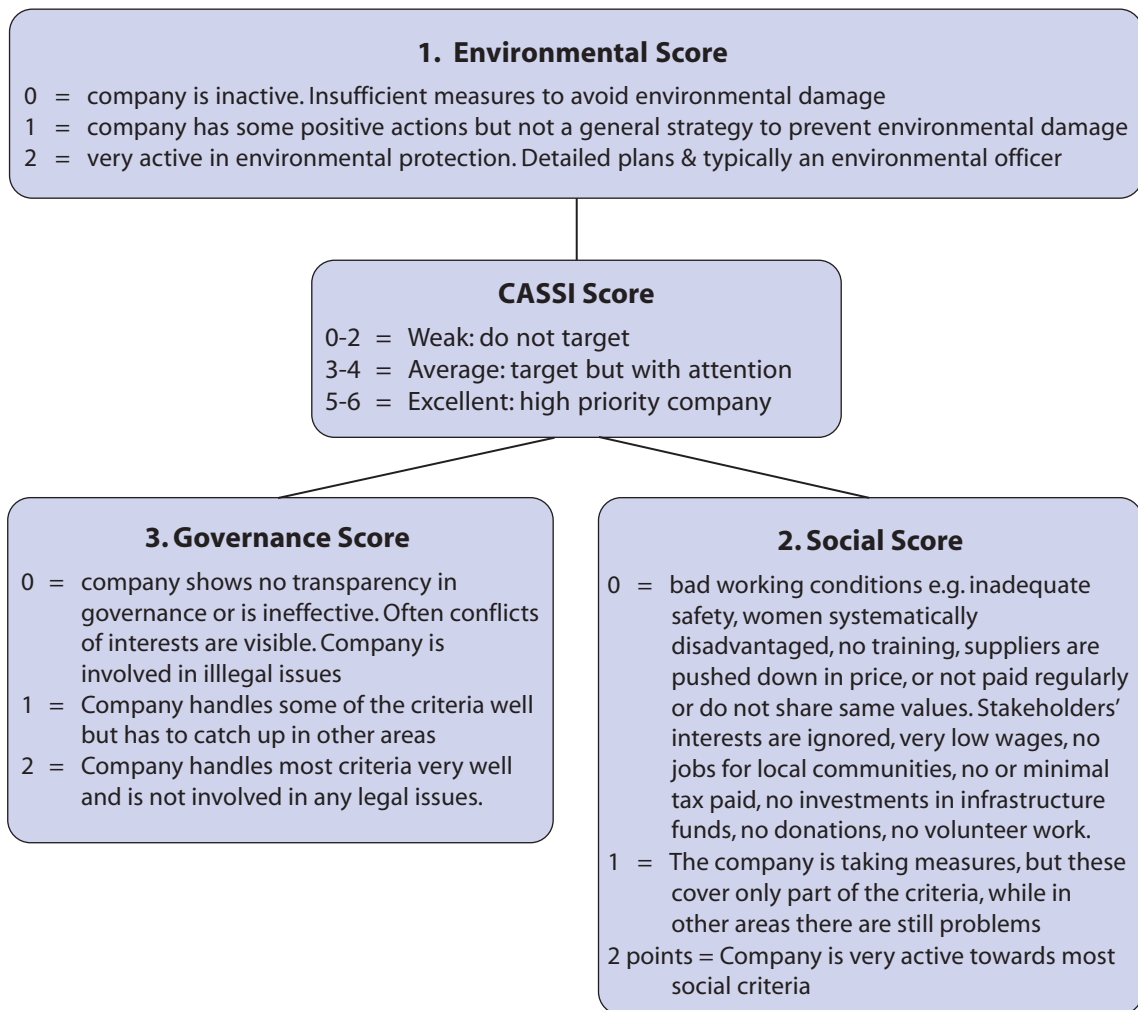 1. Environmental Score
0 = company is inactive. Insufficient measures to avoid environmental damage
1 = company has some positive actions but not a general strategy to prevent environmental damage
2 = very active in environmental protection. Detailed plans & typically an environmental officer
CASSI Score
0-2 = Weak: do not target
3-4 = Average: target but with attention
5-6 = Excellent: high priority company
3. Governance Score
0 = company shows no transparency in
governance or is ineffective. Often conflicts
of interests are visible. Company is
involved in illlegal issues
1 = Company handles some of the criteria well
but has to catch up in other areas
2 = Company handles most criteria very well
and is not involved in any legal issues.
2. Social Score
0 = bad working conditions e.g. inadequate
safety, women systematically
disadvantaged, no training, suppliers are
pushed down in price, or not paid regularly
or do not share same values. Stakeholders’
interests are ignored, very low wages, no
jobs for local communities, no or minimal
tax paid, no investments in infrastructure
funds, no donations, no volunteer work.
1 = The company is taking measures, but these
cover only part of the criteria, while in
other areas there are still problems
2 points = Company is very active towards most
social criteria